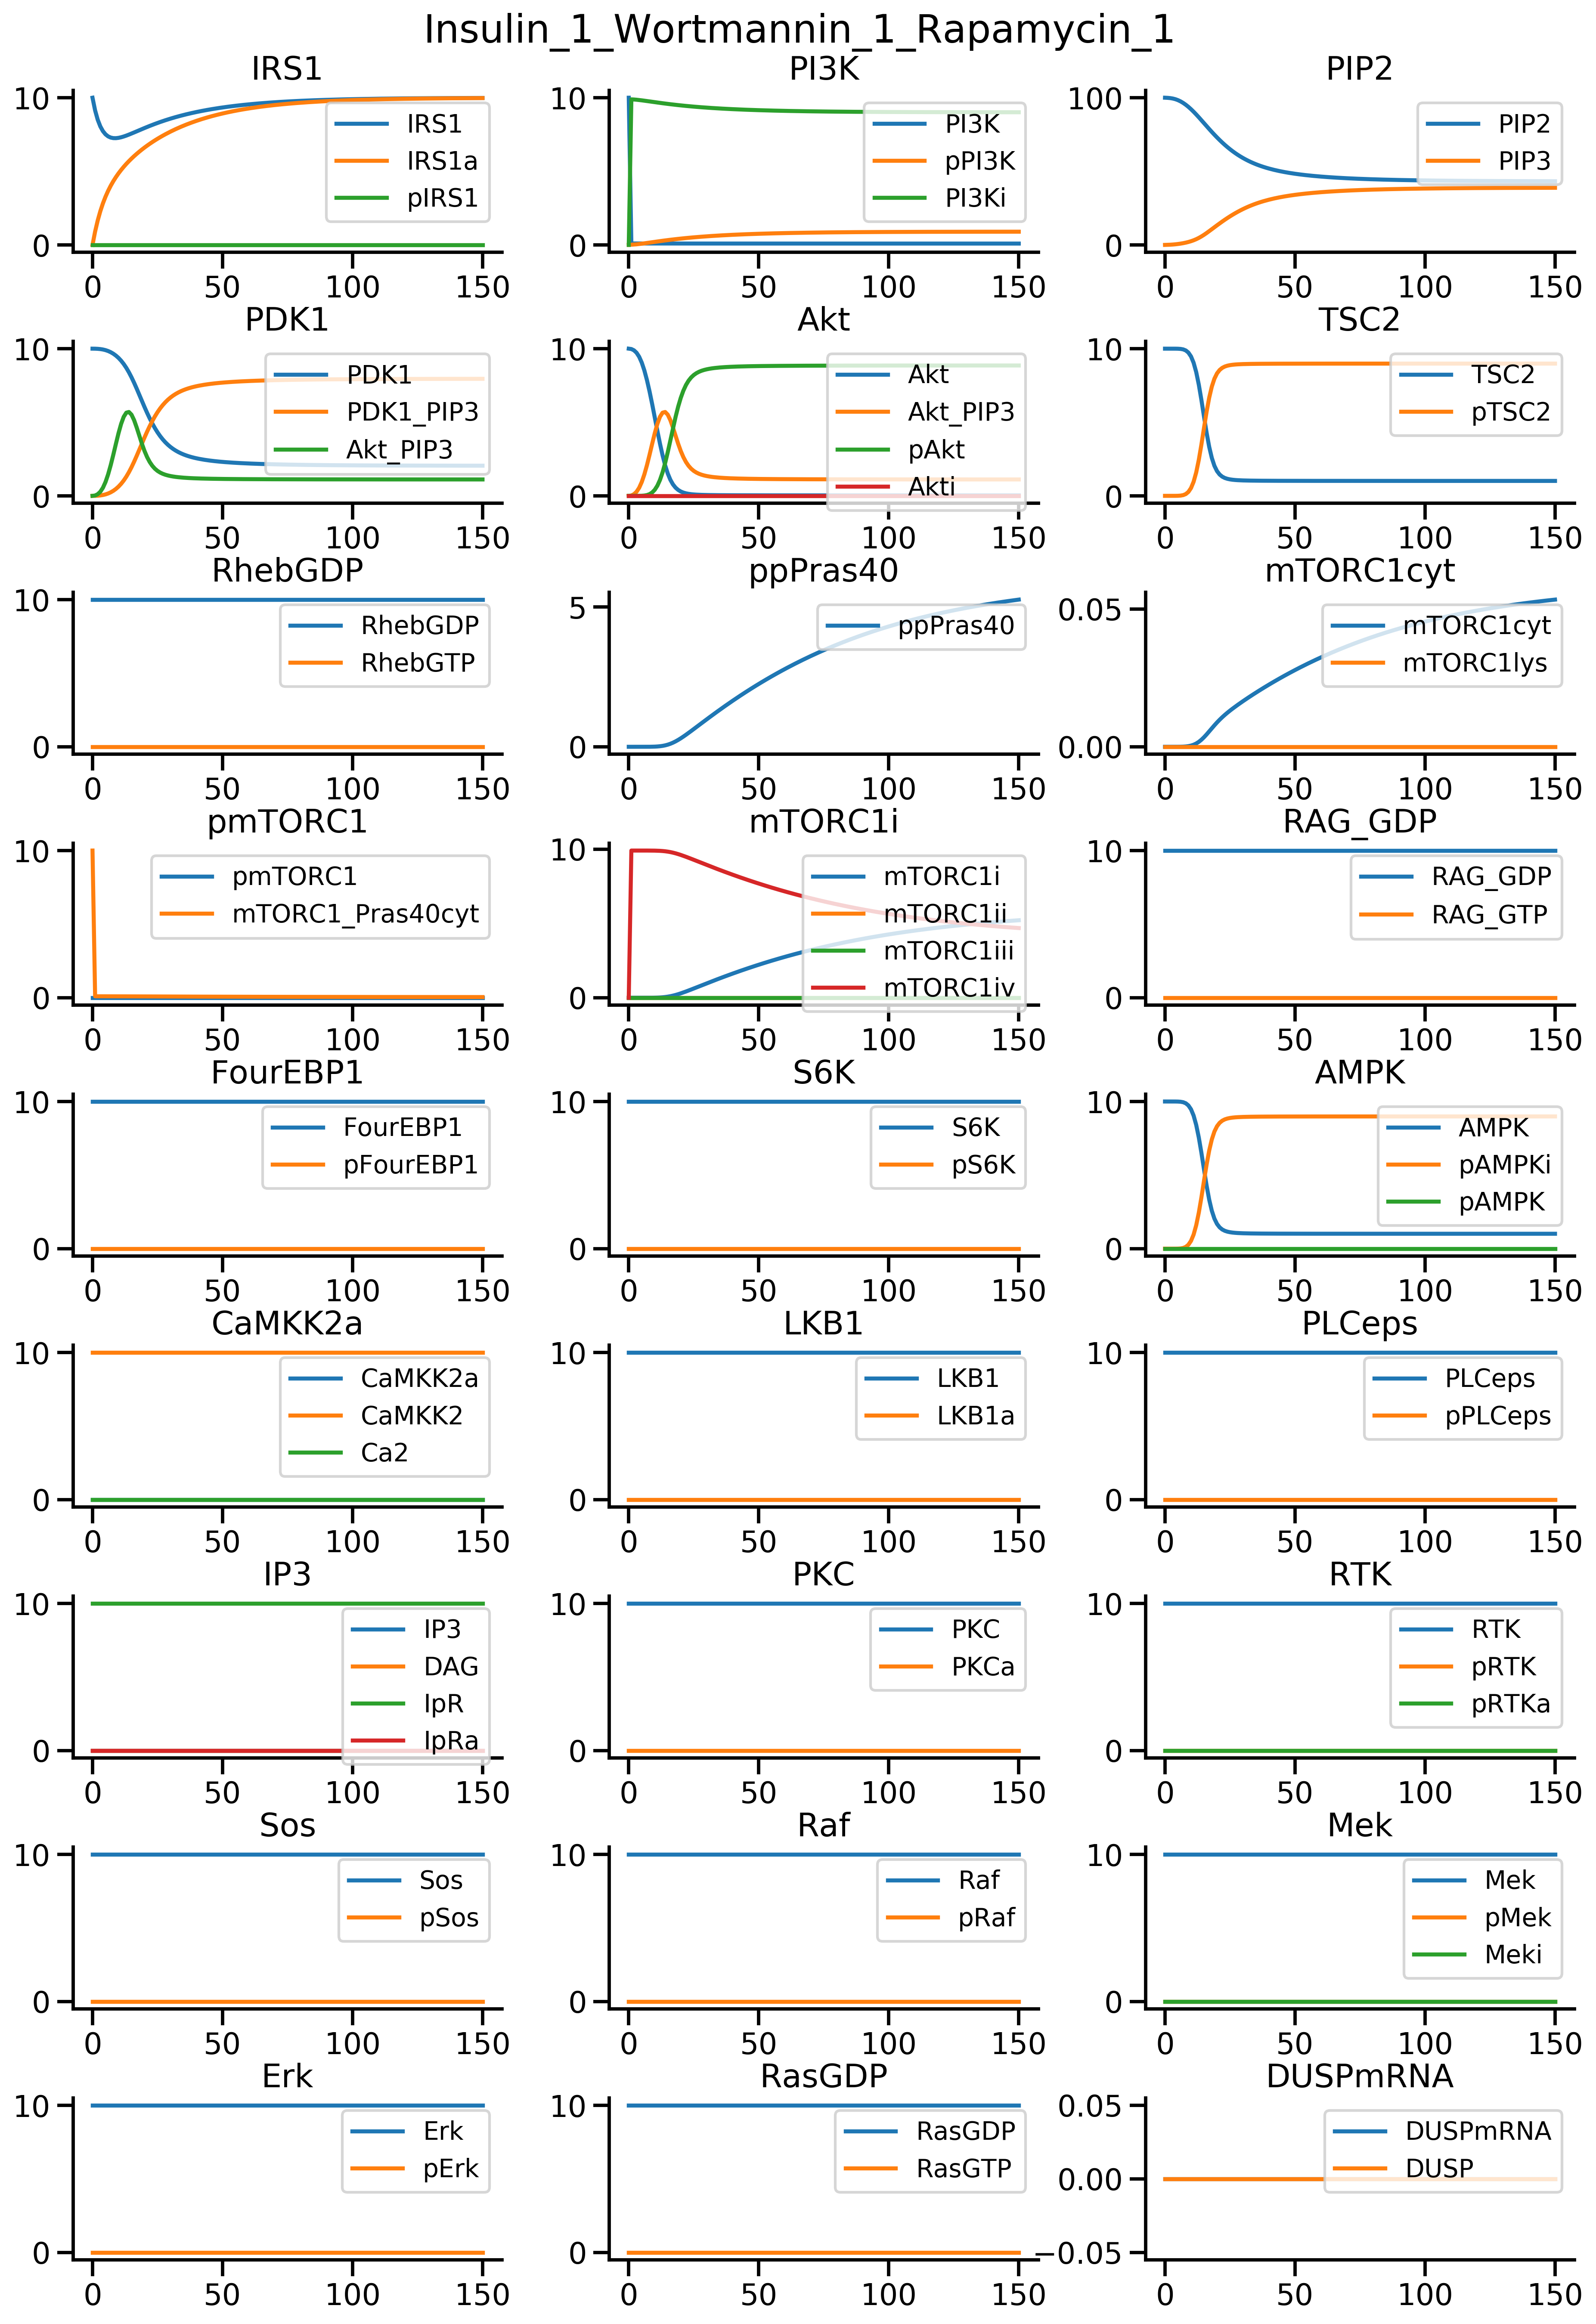 Insulin_1_Wortmannin_1_Rapamycin_1
IRS1
10
0
0 50 100 150
IRS1
IRS1a
pIRS1
PI3K
10
0
0 50 100 150
PI3K
pPI3K
PI3Ki
PIP2
100
0
0 50 100 150
PIP2
PIP3
PDK1
10
0
0 50 100 150
PDK1
PDK1_PIP3
Akt_PIP3
Akt
10
0
0 50 100 150
Akt
Akt_PIP3
pAkt
Akti
TSC2
10
0
0 50 100 150
TSC2
pTSC2
RhebGDP
10
0
0 50 100 150
RhebGDP
RhebGTP
ppPras40
5
0
0 50 100 150
ppPras40
mTORC1cyt
0.05
0.00
0 50 100 150
mTORC1cyt
mTORC1lys
pmTORC1
10
0
0 50 100 150
pmTORC1
mTORC1_Pras40cyt
mTORC1i
10
0
0 50 100 150
mTORC1i
mTORC1ii
mTORC1iii
mTORC1iv
RAG_GDP
10
0
0 50 100 150
RAG_GDP
RAG_GTP
FourEBP1
10
0
0 50 100 150
FourEBP1
pFourEBP1
S6K
10
0
0 50 100 150
S6K
pS6K
AMPK
10
0
0 50 100 150
AMPK
pAMPKi
pAMPK
CaMKK2a
10
0
0 50 100 150
CaMKK2a
CaMKK2
Ca2
LKB1
10
0
0 50 100 150
LKB1
LKB1a
PLCeps
10
0
0 50 100 150
PLCeps
pPLCeps
IP3
10
0
0 50 100 150
IP3
DAG
IpR
IpRa
PKC
10
0
0 50 100 150
PKC
PKCa
RTK
10
0
0 50 100 150
RTK
pRTK
pRTKa
Sos
10
0
0 50 100 150
Sos
pSos
Raf
10
0
0 50 100 150
Raf
pRaf
Mek
10
0
0 50 100 150
Mek
pMek
Meki
Erk
10
0
0 50 100 150
Erk
pErk
RasGDP
10
0
0 50 100 150
RasGDP
RasGTP
DUSPmRNA
0.05
0.00
−0.05
0 50 100 150
DUSPmRNA
DUSP